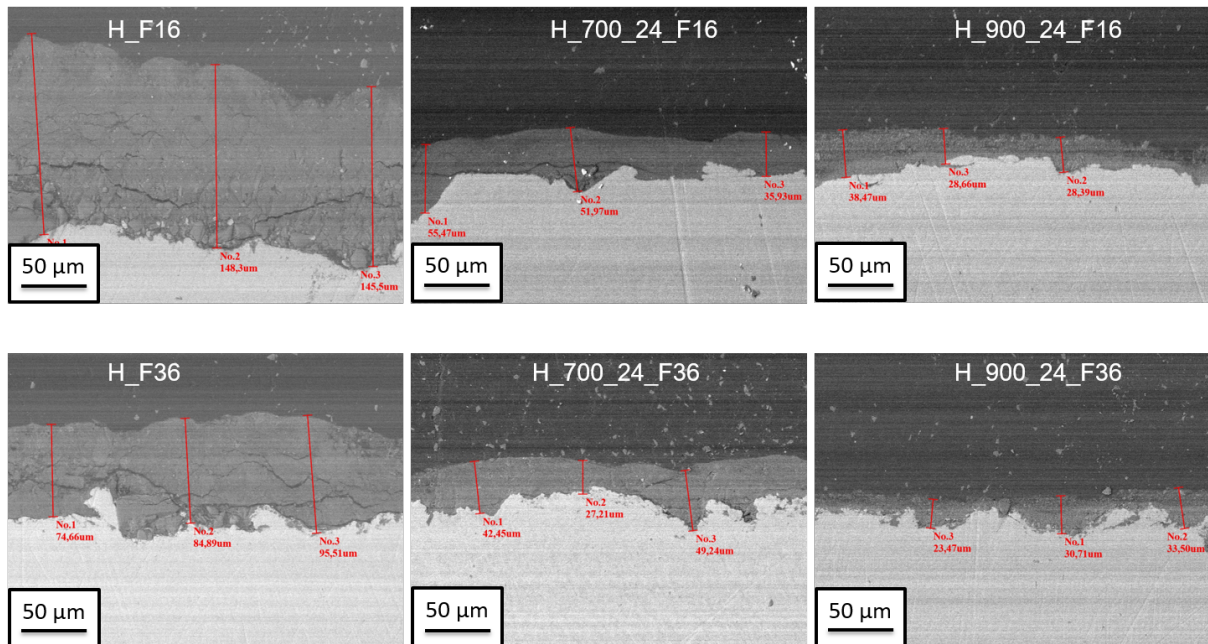 H_F16
No.1
No.2
148,3um
No.3
145,5um
50 µm
H_700_24_F16
No.1
55,47um
No.2
51,97um
No.3
35,93um
50 µm
H_900_24_F16
No.1
38,47um
No.3
28,66um
No.2
28,39um
50 µm
H_F36
No.1
74,66um
No.2
84,89um
No.3
95,51um
50 µm
H_700_24_F36
No.1
42,45um
No.2
27,21um
No.3
49,24um
50 µm
H_900_24_F36
No.3
23,47um
No.1
30,71um
No.2
33,50um
50 µm